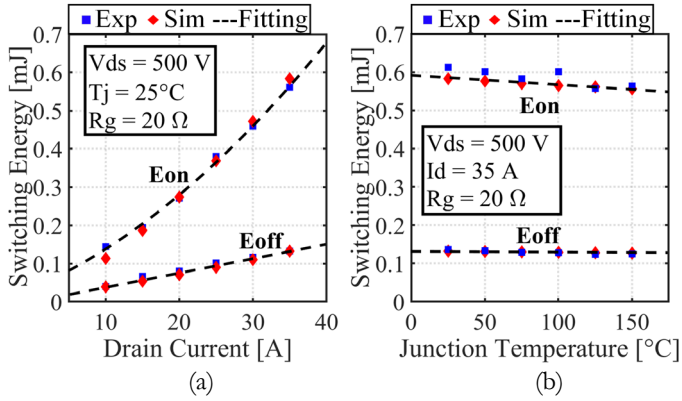 Exp Sim Fitting
0.7
0.6
0.5
0.4
0.3
0.2
0.1
0
Switching Energy [mJ]
Vds = 500 V
Tj = 25°C
Rg = 20 Ω
Eon
Eoff
10 20 30 40
Drain Current [A]
(a)
Exp Sim Fitting
0.7
0.6
0.5
0.4
0.3
0.2
0.1
0
Switching Energy [mJ]
Eon
Vds = 500 V
Id = 35 A
Rg = 20 Ω
Eoff
0 50 100 150
Junction Temperature [°C]
(b)